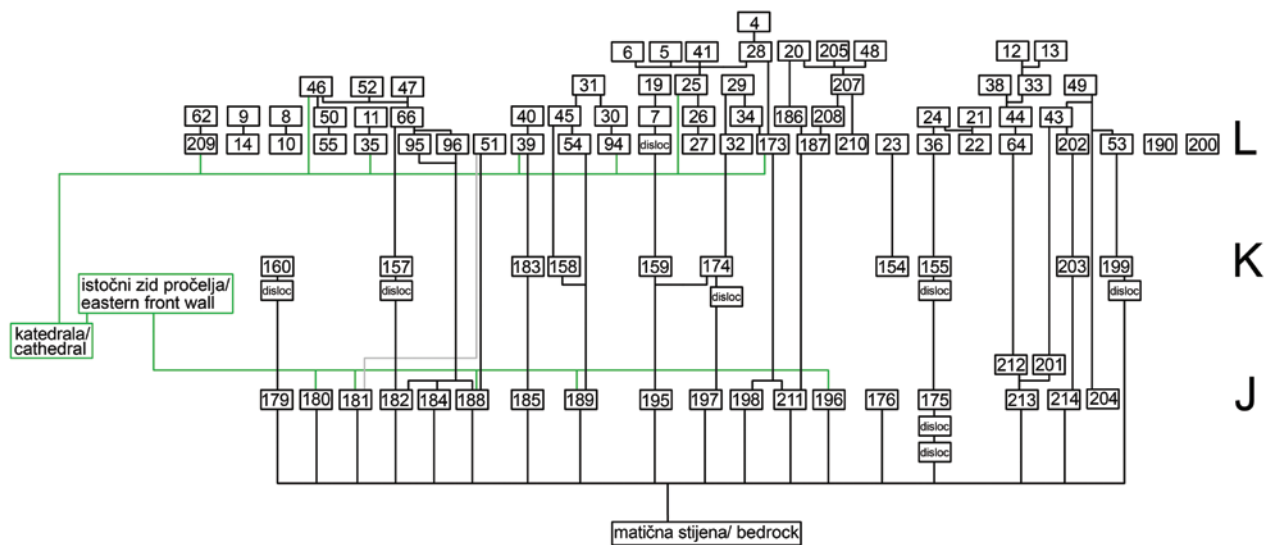 4
6 5 41 28 20 205 48 12 13
46 52 47 31 19 25 29 207 38 33 49
62 9 8 50 11 66 40 45 30 7 26 34 186 208 24 21 44 43
209 14 10 55 35 95 96 51 39 54 94 disloc 27 32 173 187 210 23 36 22 64 202 53 190 200 L
160 157 183 158 159 174 154 155 203 199 K
disloc disloc disloc disloc disloc
istočni zid pročelja/
eastern front wall
katedrala/
cathedral
212 201
179 180 181 182 184 188 185 189 195 197 198 211 196 176 175 213 214 204 J
disloc
disloc
matična stijena/ bedrock